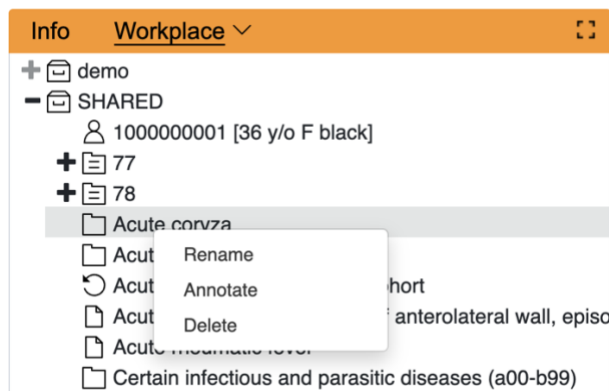 Info Workplace
demo
SHARED
1000000001 [36 y/o F black]
77
78
Acute coryza
Rename
Acut
Annotate
Acut hort
Delete
Acut anterolateral wall, episo
Certain infectious and parasitic diseases (a00-b99)